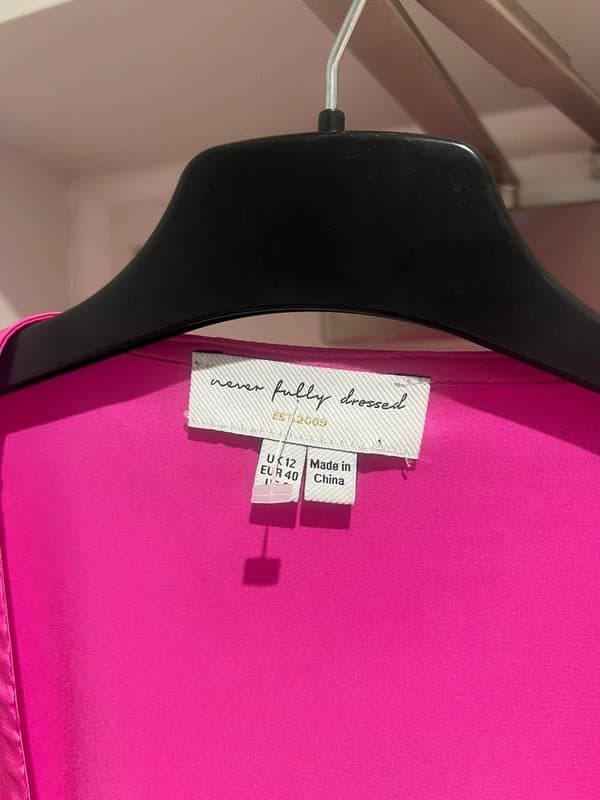 never fully dressed
EST. 2009
UK 12
EUR 40
Made in
China